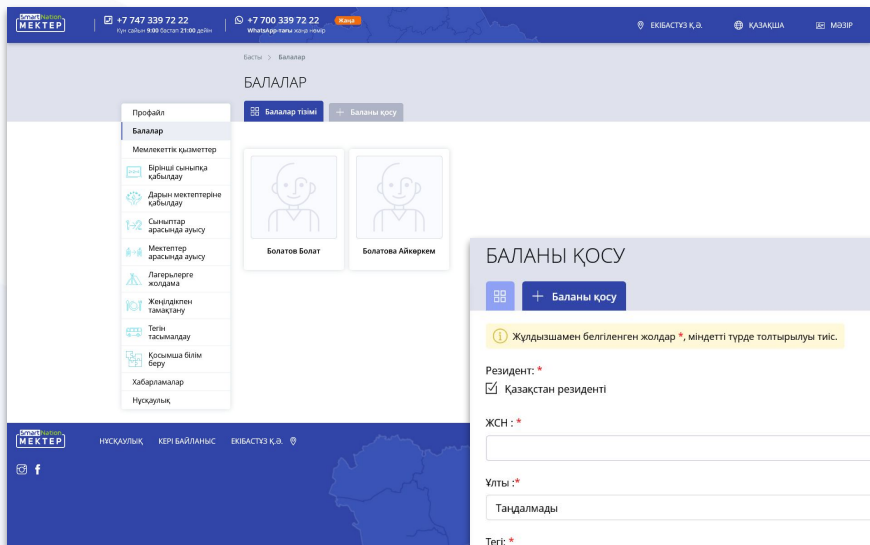 Smart Nation
МЕКТЕП
+7 747 339 72 22
Күн сайын 9:00 бастап 21:00 дейін
+7 700 339 72 22 Жаңа
WhatsApp-тағы жаңа нөмір
ЕКІБАСТҰЗ Қ.Ә.
ҚАЗАҚША
МӘЗІР
Басты > Балалар
БАЛАЛАР
Балалар тізімі
+ Баланы қосу
Профайл
Балалар
Мемлекеттік қызметтер
Бірінші сыныпқа
қабылдау
Дарын мектептеріне
қабылдау
Сыныптар
арасында ауысу
Мектептер
арасында ауысу
Лагерьлерге
жолдама
Жеңілдікпен
тамақтану
Тегін
тасымалдау
Қосымша білім
беру
Хабарламалар
Нұсқаулық
Болатов Болат
Болатова Айкөркем
БАЛАНЫ ҚОСУ
+ Баланы қосу
Жұлдызшамен белгіленген жолдар *, міндетті түрде толтырылуы тиіс.
Резидент: *
Қазақстан резиденті
ЖСН : *
Ұлты :*
Таңдалмады
Тегі: *
Smart Nation
МЕКТЕП
НҰСҚАУЛЫҚ
КЕРІ БАЙЛАНЫС
ЕКІБАСТҰЗ Қ.Ә.